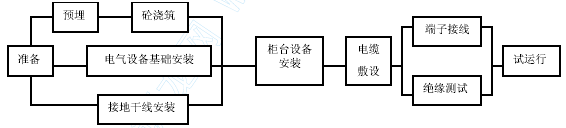 预埋
砼浇筑
准备
电气设备基础安装
接地干线安装
柜台设备
安装
电缆
敷设
端子接线
绝缘测试
试运行